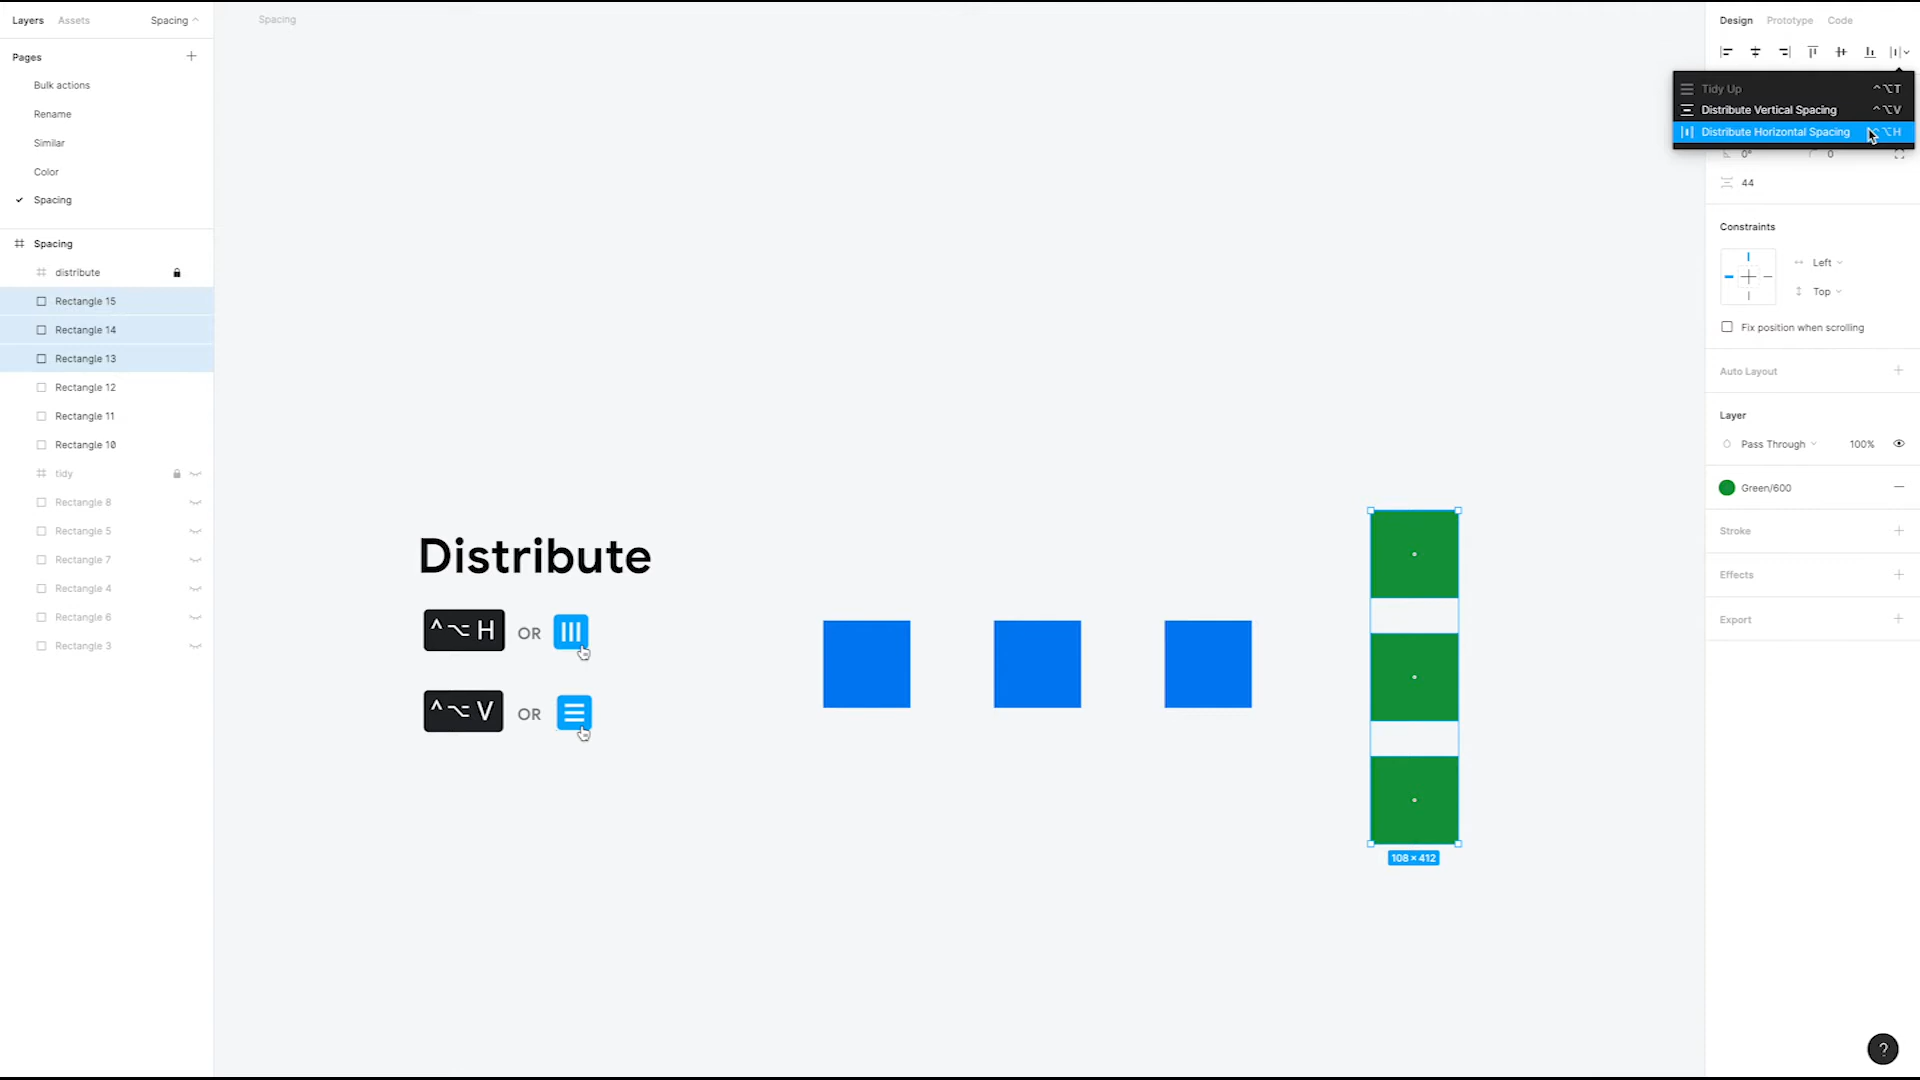 Layers Assets Spacing
Pages
Bulk actions
Rename
Similar
Color
Spacing
Spacing
distribute
Rectangle 15
Rectangle 14
Rectangle 13
Rectangle 12
Rectangle 11
Rectangle 10
tidy
Rectangle 8
Rectangle 5
Rectangle 7
Rectangle 4
Rectangle 6
Rectangle 3
Spacing
Distribute
^⌥ H OR
^⌥ V OR
108 × 412
Design Prototype Code
Tidy Up ^⌥T
Distribute Vertical Spacing ^⌥V
Distribute Horizontal Spacing ^⌥H
0° 0
44
Constraints
Left
Top
Fix position when scrolling
Auto Layout
Layer
Pass Through 100%
Green/600
Stroke
Effects
Export
?